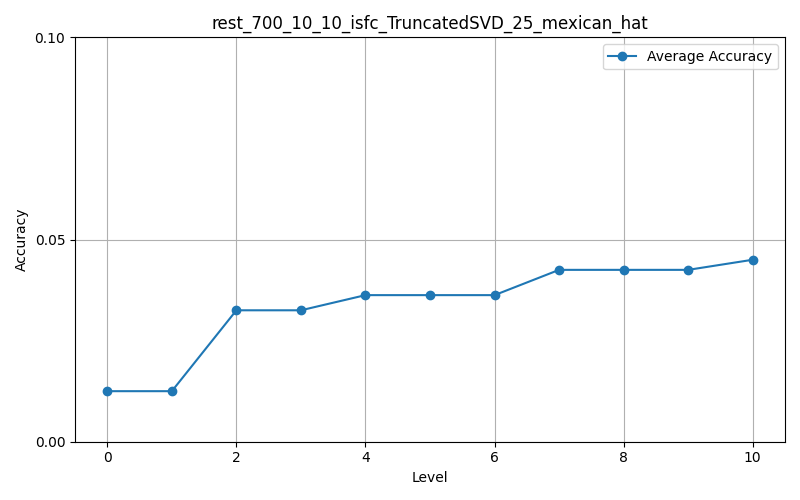 rest_700_10_10_isfc_TruncatedSVD_25_mexican_hat
Average Accuracy
0.10
0.05
0.00
Accuracy
0 2 4 6 8 10
Level